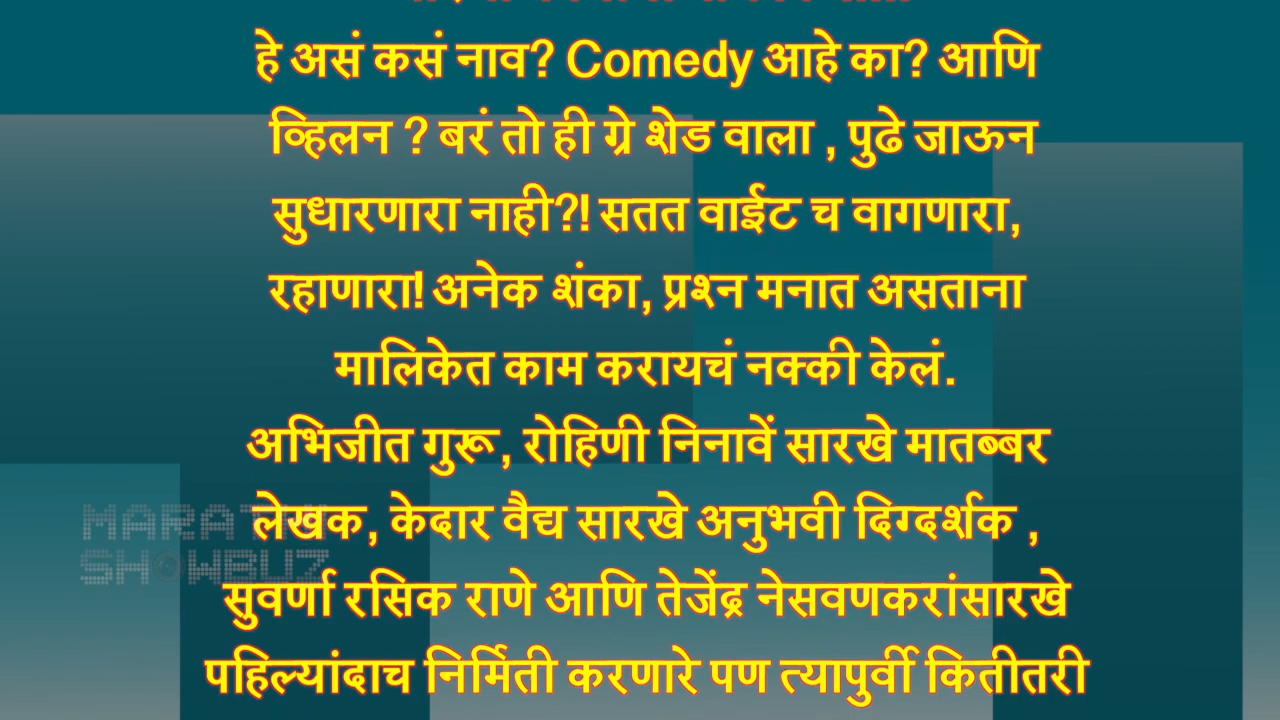 हे असं कसं नाव? Comedy आहे का? आणि
व्हिलन ? बरं तो ही ग्रे शेड वाला , पुढे जाऊन
सुधारणारा नाही?! सतत वाईट च वागणारा,
रहाणारा! अनेक शंका, प्रश्न मनात असताना
मालिकेत काम करायचं नक्की केलं.
अभिजीत गुरू, रोहिणी निनावें सारखे मातब्बर
लेखक, केदार वैद्य सारखे अनुभवी दिग्दर्शक ,
सुवर्णा रसिक राणे आणि तेजेंद्र नेसवणकरांसारखे
पहिल्यांदाच निर्मिती करणारे पण त्यापुर्वी कितीतरी
SHOWBUZ